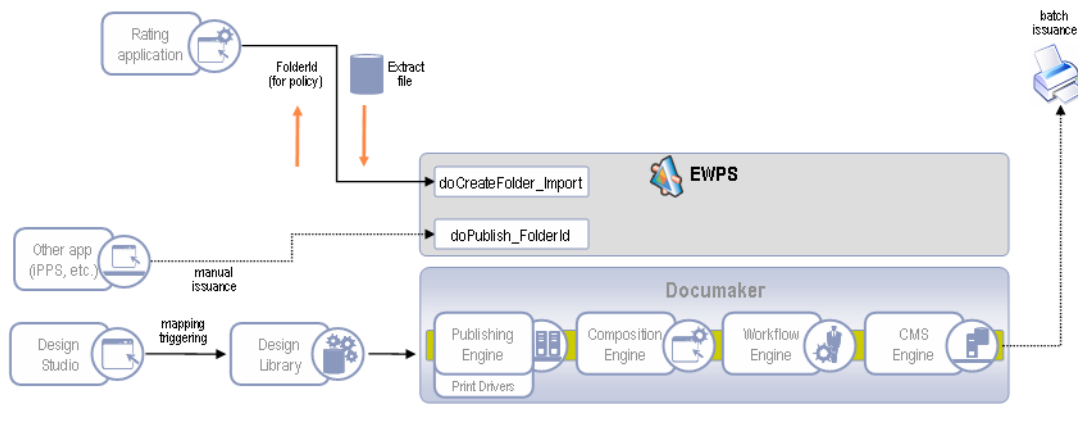 batch
issuance
Rating
application
FolderId
(for policy)
Extract
file
EWPS
doCreateFolder_Import
doPublish_FolderId
Other app
(iPPS, etc.)
manual
issuance
Documaker
mapping
triggering
Design
Studio
Design
Library
Publishing
Engine
Print Drivers
Composition
Engine
Workflow
Engine
CMS
Engine